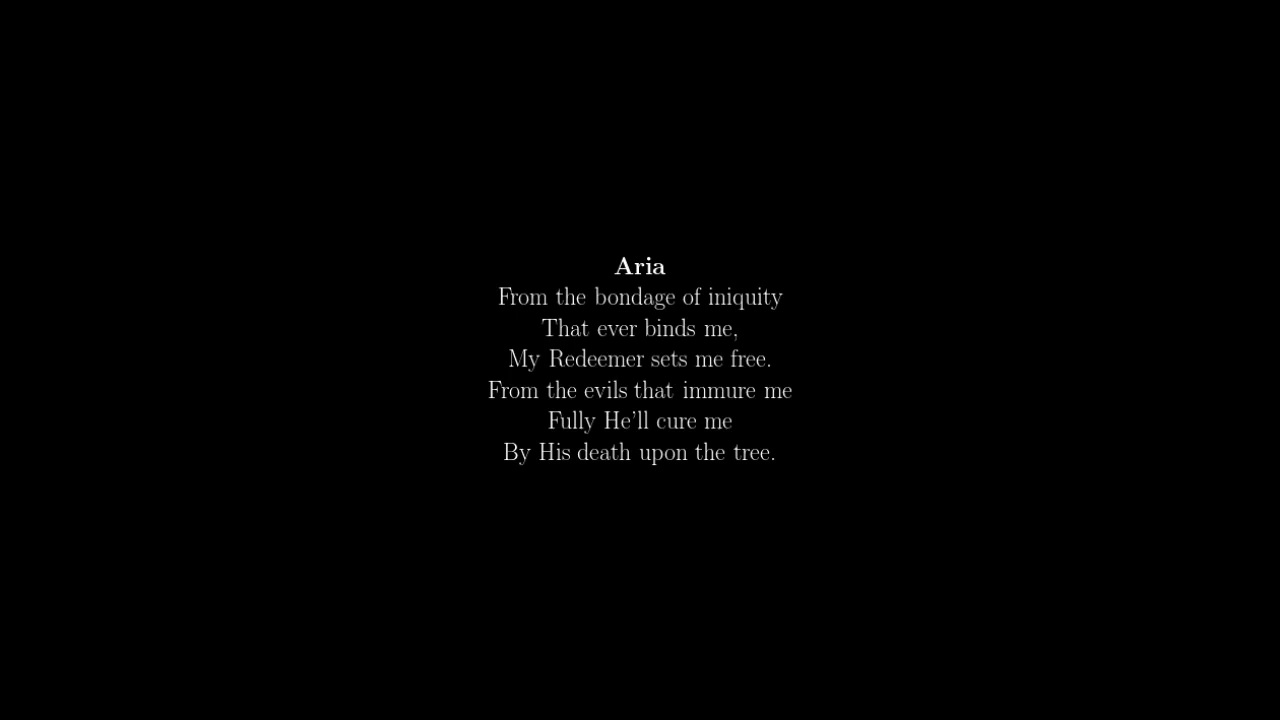 Aria
From the bondage of iniquity
That ever binds me,
My Redeemer sets me free.
From the evils that immure me
Fully He'll cure me
By His death upon the tree.